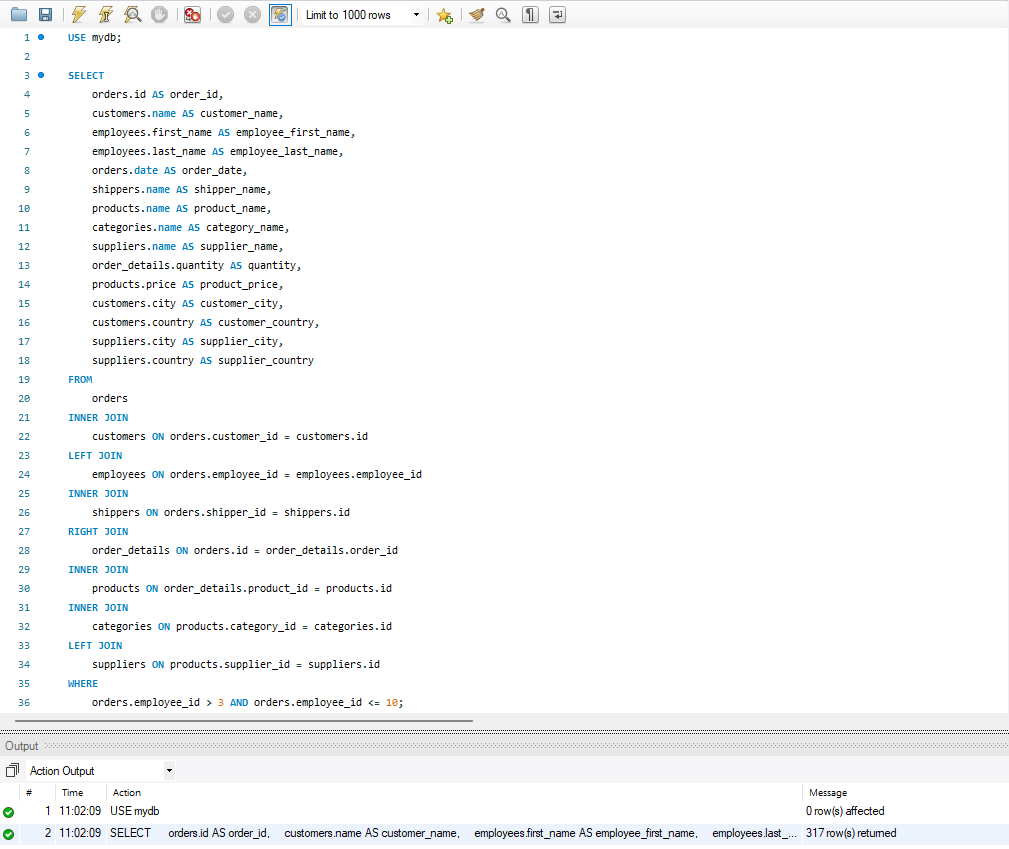 Limit to 1000 rows
1 USE mydb;
2
3 SELECT
4 orders.id AS order_id,
5 customers.name AS customer_name,
6 employees.first_name AS employee_first_name,
7 employees.last_name AS employee_last_name,
8 orders.date AS order_date,
9 shippers.name AS shipper_name,
10 products.name AS product_name,
11 categories.name AS category_name,
12 suppliers.name AS supplier_name,
13 order_details.quantity AS quantity,
14 products.price AS product_price,
15 customers.city AS customer_city,
16 customers.country AS customer_country,
17 suppliers.city AS supplier_city,
18 suppliers.country AS supplier_country
19 FROM
20 orders
21 INNER JOIN
22 customers ON orders.customer_id = customers.id
23 LEFT JOIN
24 employees ON orders.employee_id = employees.employee_id
25 INNER JOIN
26 shippers ON orders.shipper_id = shippers.id
27 RIGHT JOIN
28 order_details ON orders.id = order_details.order_id
29 INNER JOIN
30 products ON order_details.product_id = products.id
31 INNER JOIN
32 categories ON products.category_id = categories.id
33 LEFT JOIN
34 suppliers ON products.supplier_id = suppliers.id
35 WHERE
36 orders.employee_id > 3 AND orders.employee_id <= 10;
Output
Action Output
# Time Action Message
1 11:02:09 USE mydb 0 row(s) affected
2 11:02:09 SELECT orders.id AS order_id, customers.name AS customer_name, employees.first_name AS employee_first_name, employees.last_... 317 row(s) returned